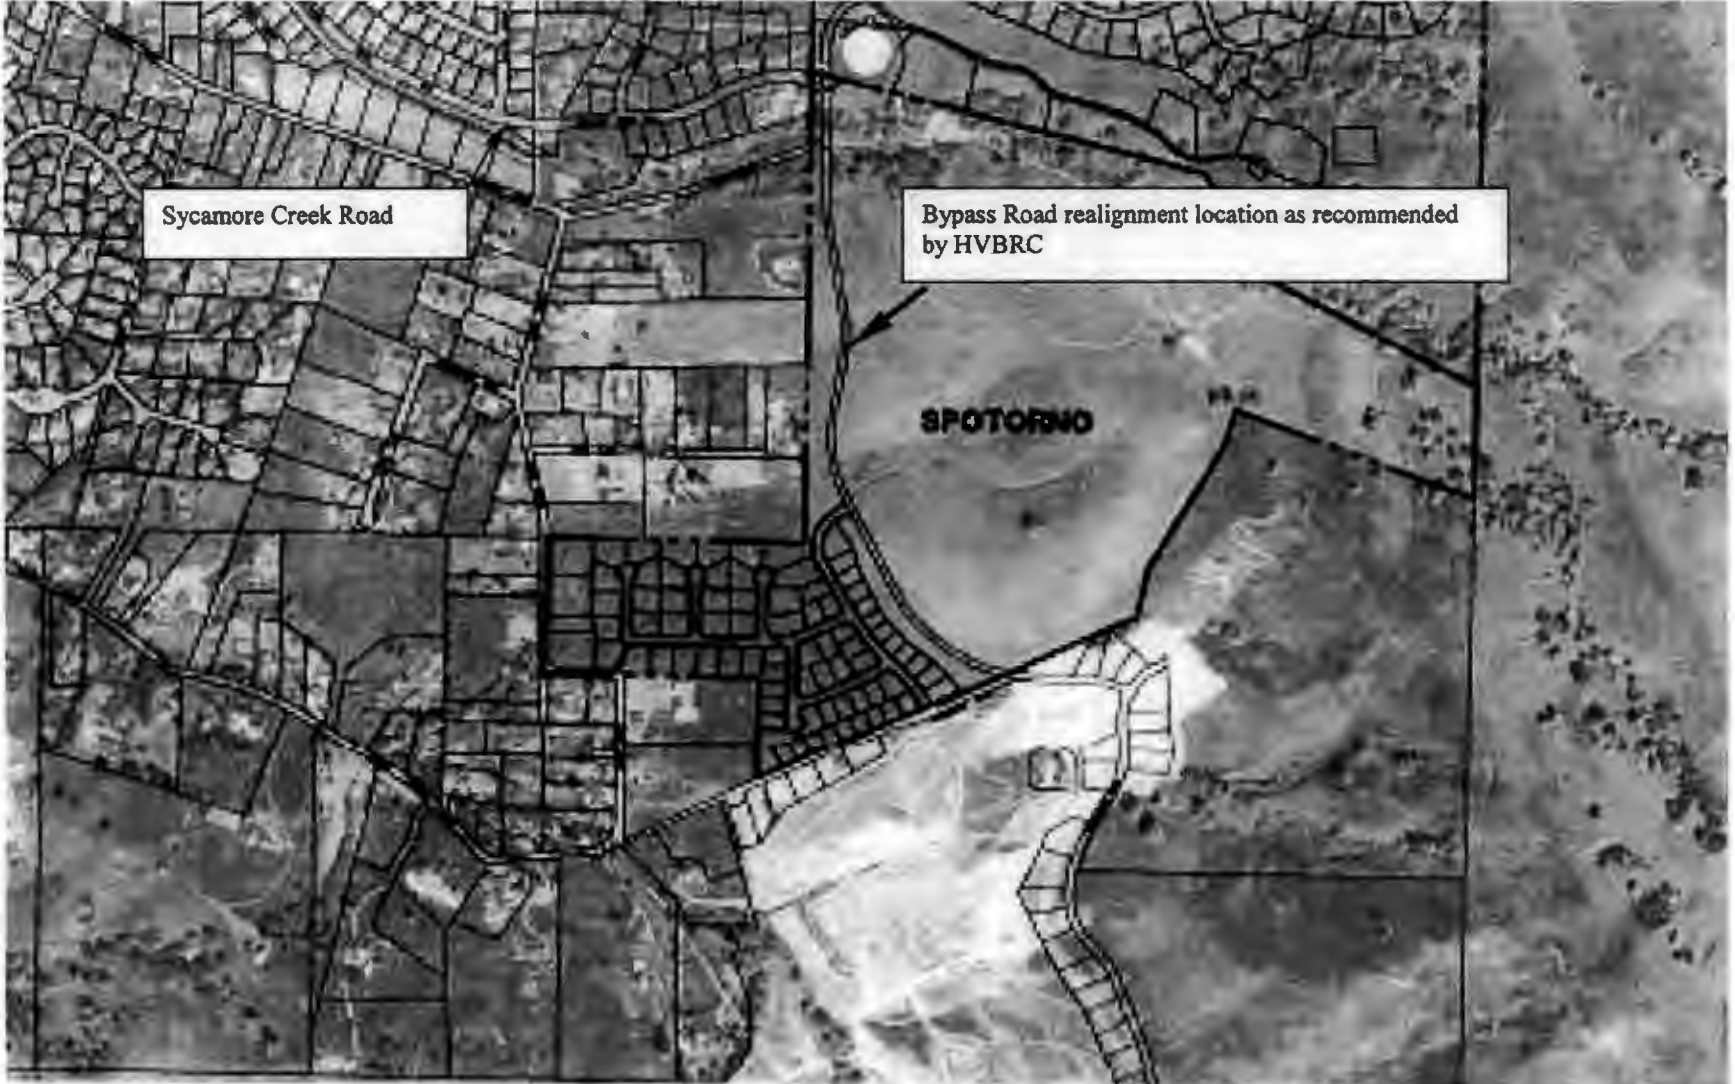 Sycamore Creek Road
Bypass Road realignment location as recommended
by HVBRC
SPOTORNO